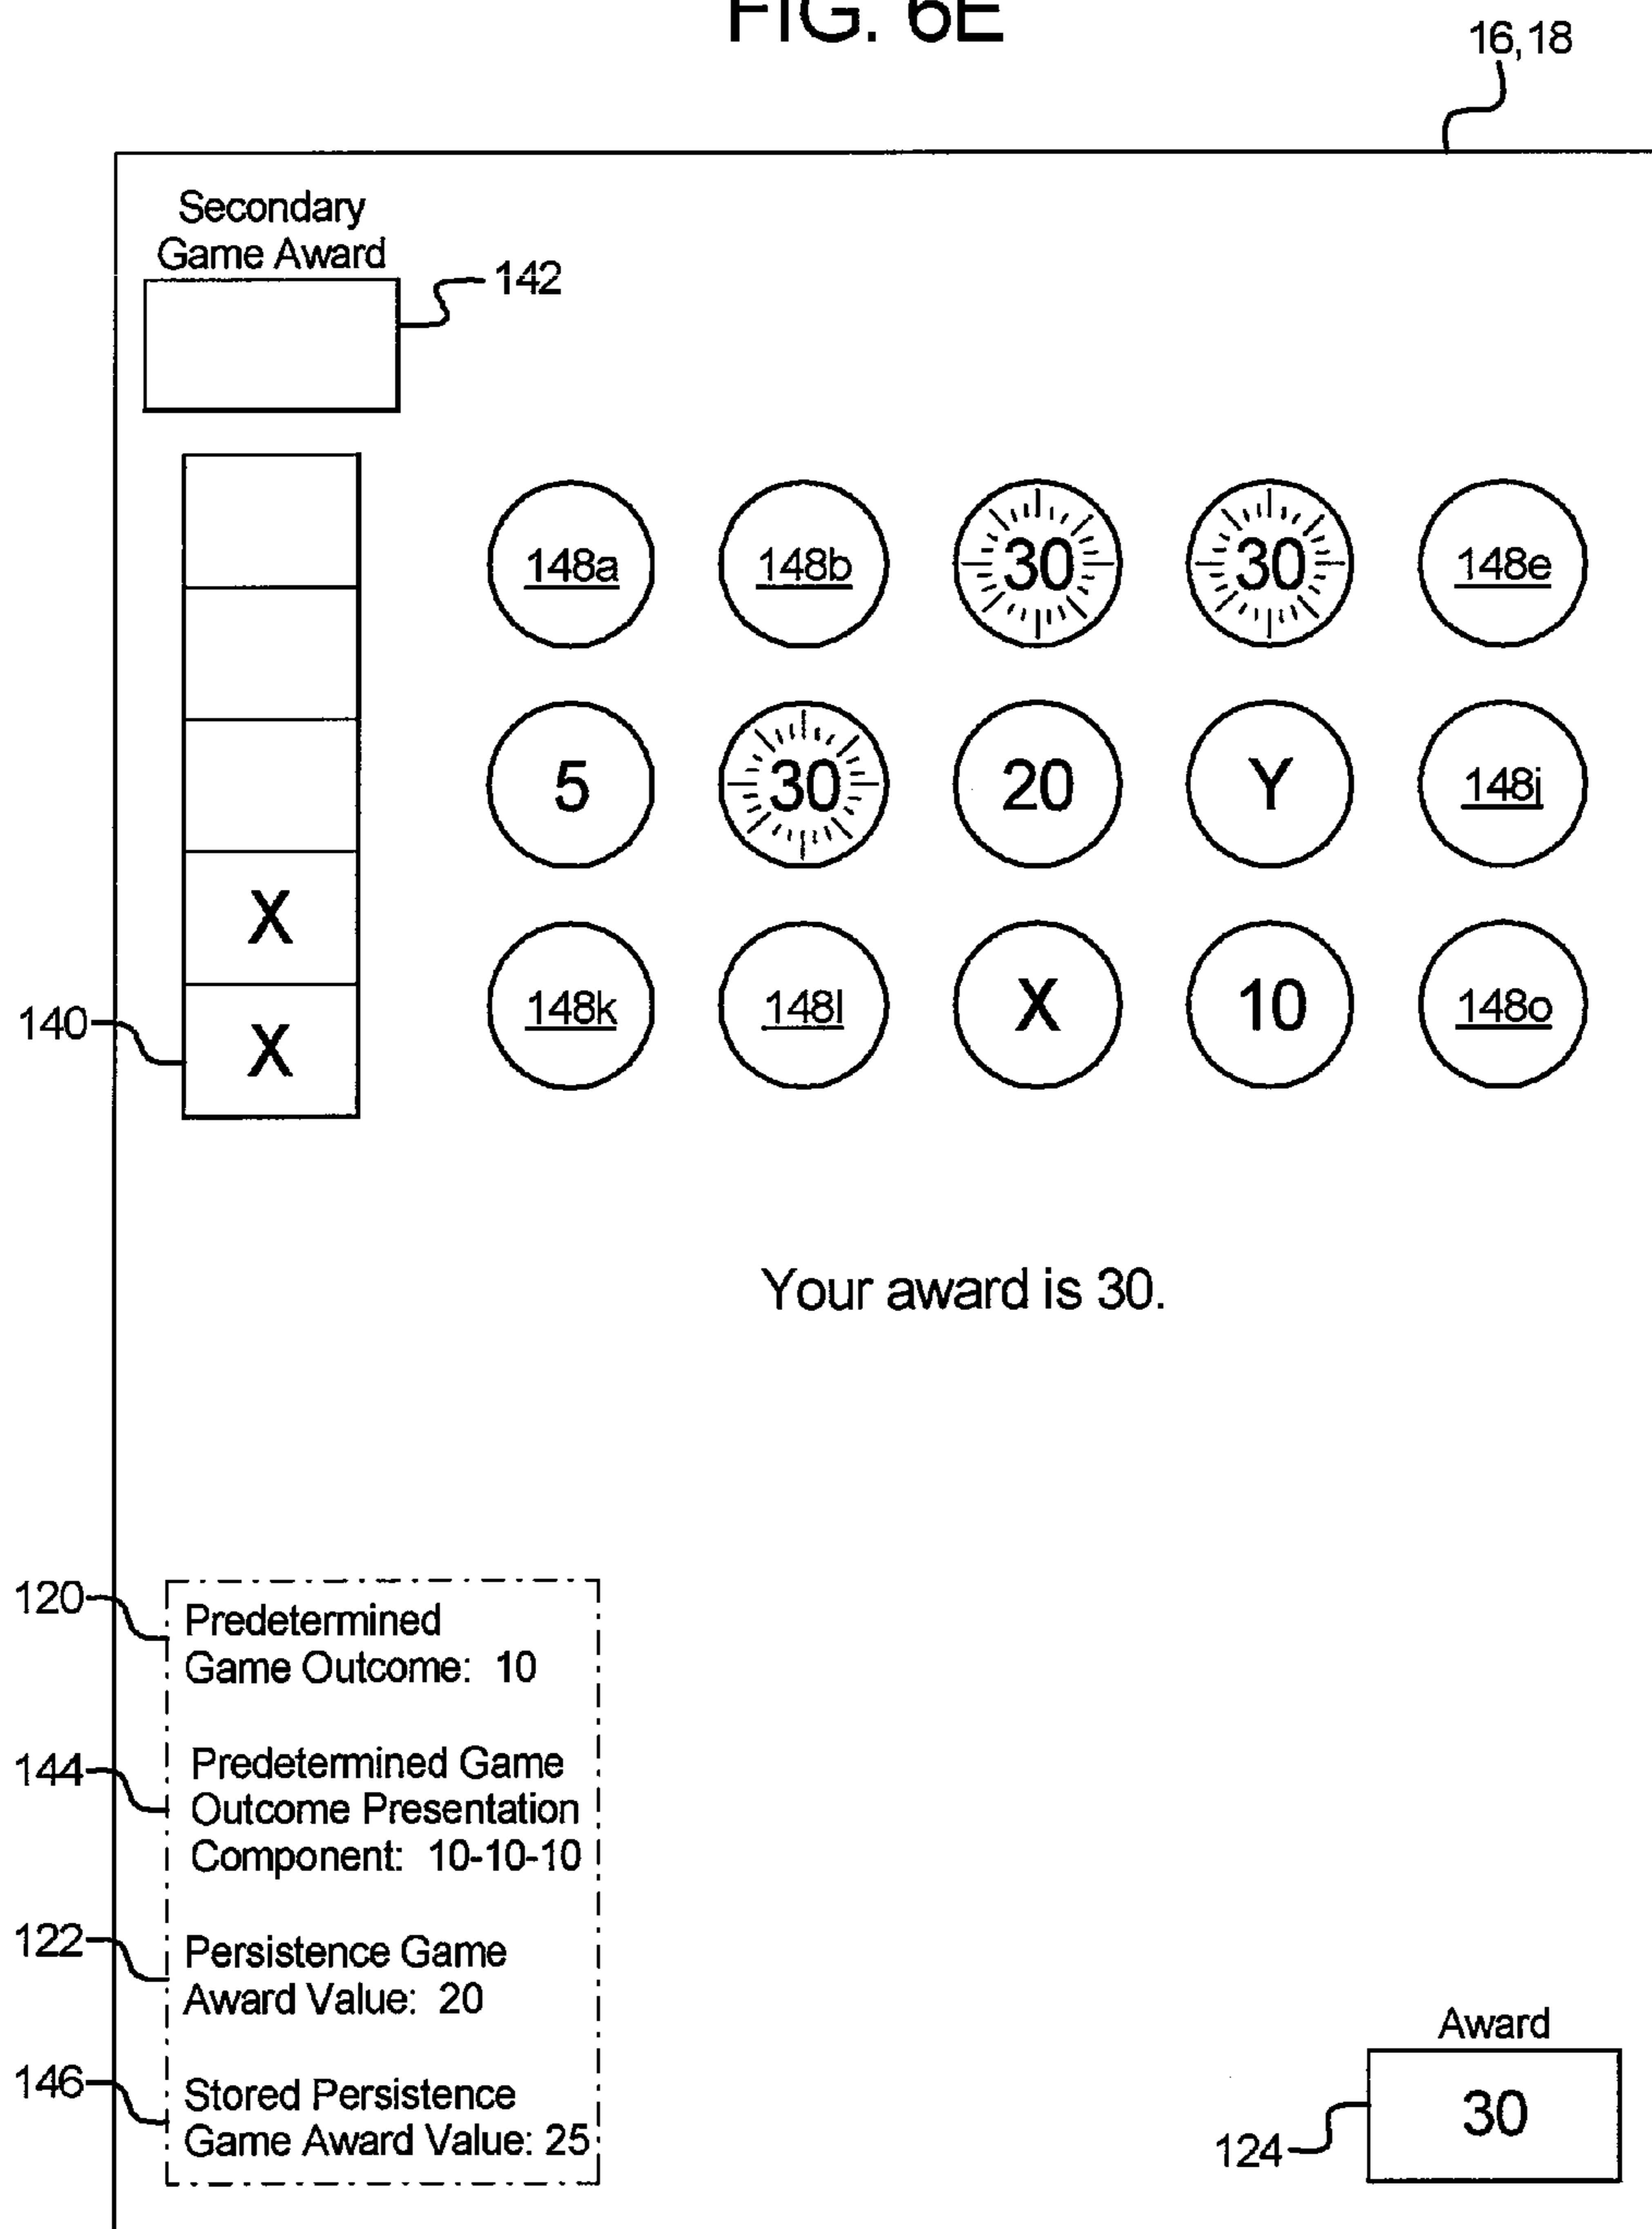 FIG. 6E
16,18
Secondary
Game Award
142
148a 148b 30 30 148e
5 30 20 Y 148j
X
148k 148l X 10 148o
140
X
Your award is 30.
120
Predetermined
Game Outcome: 10
144
Predetermined Game
Outcome Presentation
Component: 10-10-10
122
Persistence Game
Award Value: 20
146
Stored Persistence
Game Award Value: 25
Award
30
124